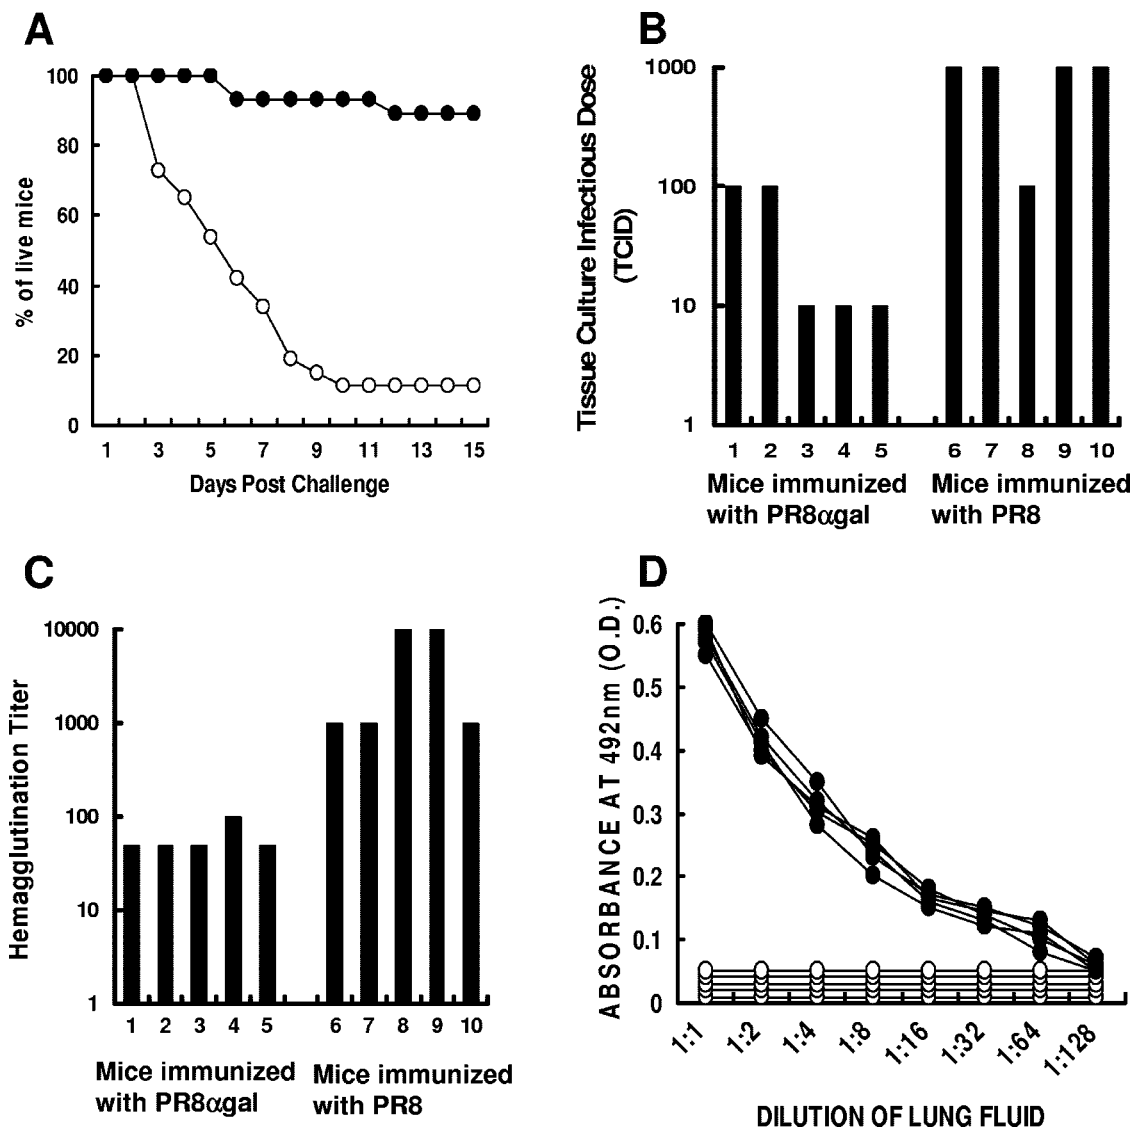 A
% of live mice
100
80
60
40
20
0
1 3 5 7 9 11 13 15
Days Post Challenge
B
Tissue Culture Infectious Dose
(TCID)
1000
100
10
1
1 2 3 4 5 6 7 8 9 10
Mice immunized
with PR8αgal
Mice immunized
with PR8
C
Hemagglutination Titer
10000
1000
100
10
1
1 2 3 4 5 6 7 8 9 10
Mice immunized
with PR8αgal
Mice immunized
with PR8
D
ABSORBANCE AT 492nm (O.D.)
0.6
0.5
0.4
0.3
0.2
0.1
0
1:1 1:2 1:4 1:8 1:16 1:32 1:64 1:128
DILUTION OF LUNG FLUID